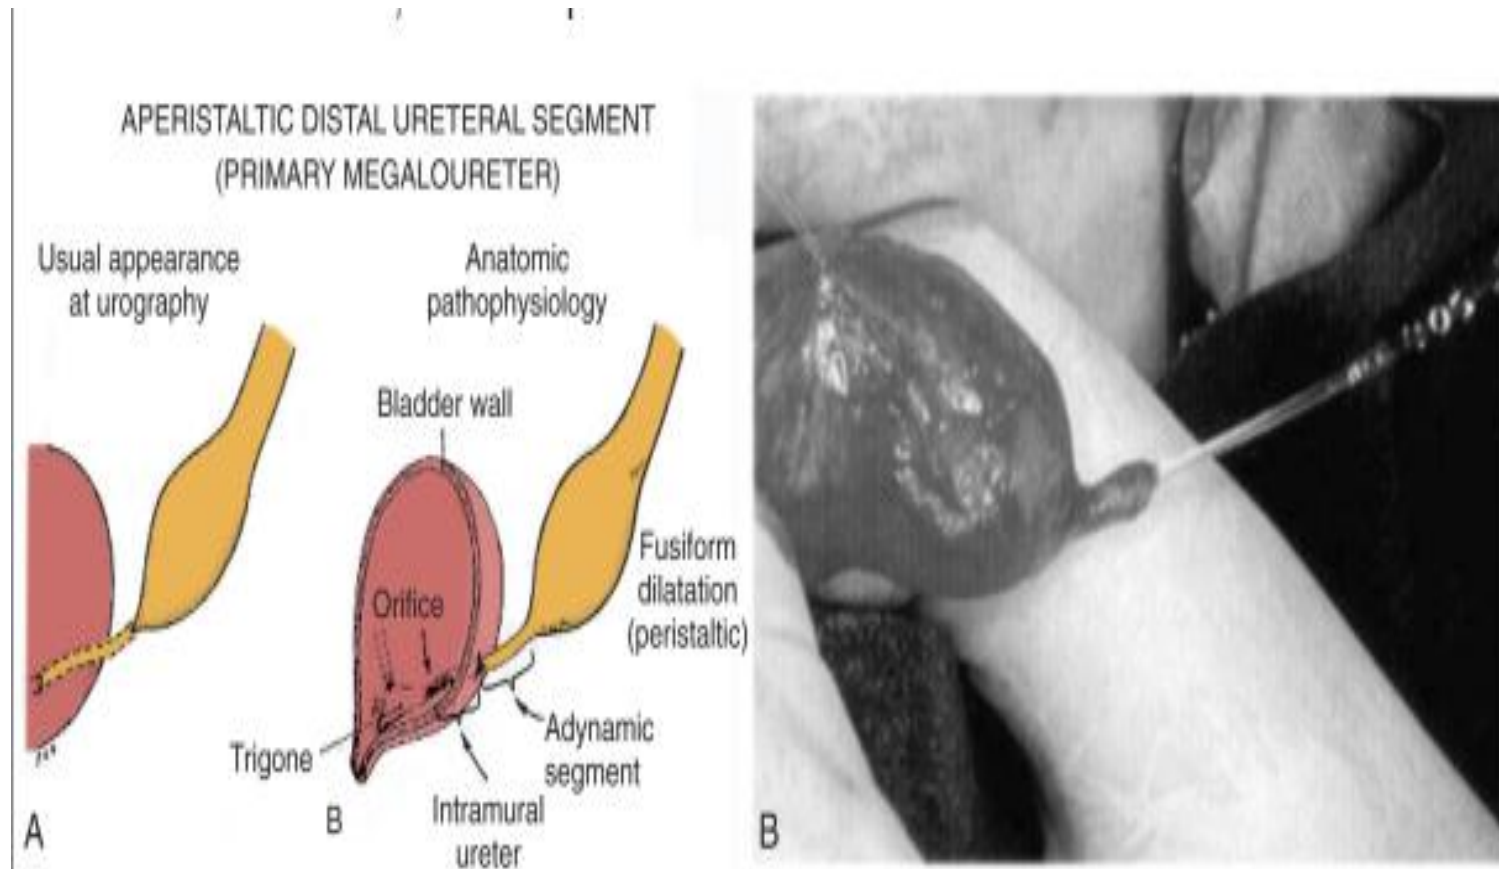 APERISTALTIC DISTAL URETERAL SEGMENT
(PRIMARY MEGALOURETER)
Usual appearance
at urography
Anatomic
pathophysiology
Bladder wall
Orifice
Fusiform
dilatation
(peristaltic)
Trigone
Adynamic
segment
Intramural
ureter
A
B
B